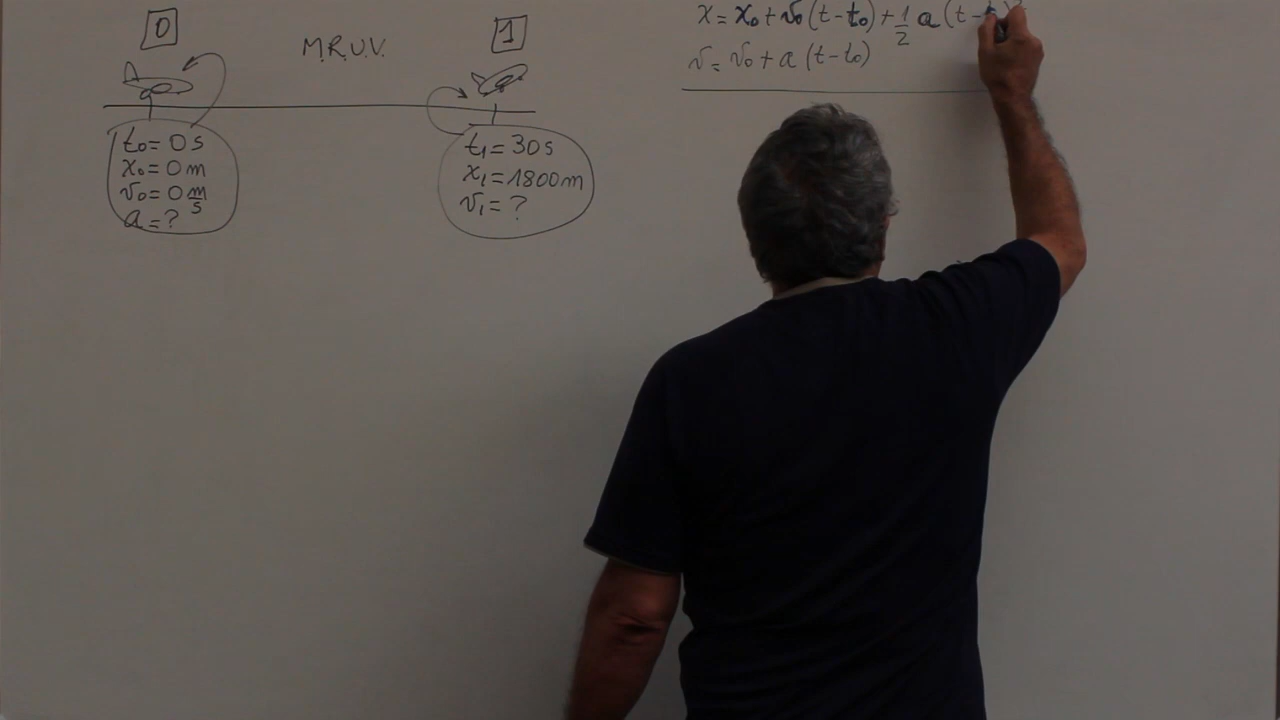 0
M.R.U.V.
1
t₀ = 0 s
x₀ = 0 m
v₀ = 0 m/s
a = ?
t₁ = 30 s
x₁ = 1800 m
v₁ = ?
x = x₀ + v₀ (t - t₀) + 1/2 a (t -
v = v₀ + a (t - t₀)